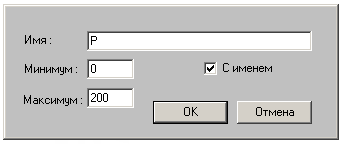 Имя : P
Минимум : 0 С именем
Максимум : 200
OK Отмена